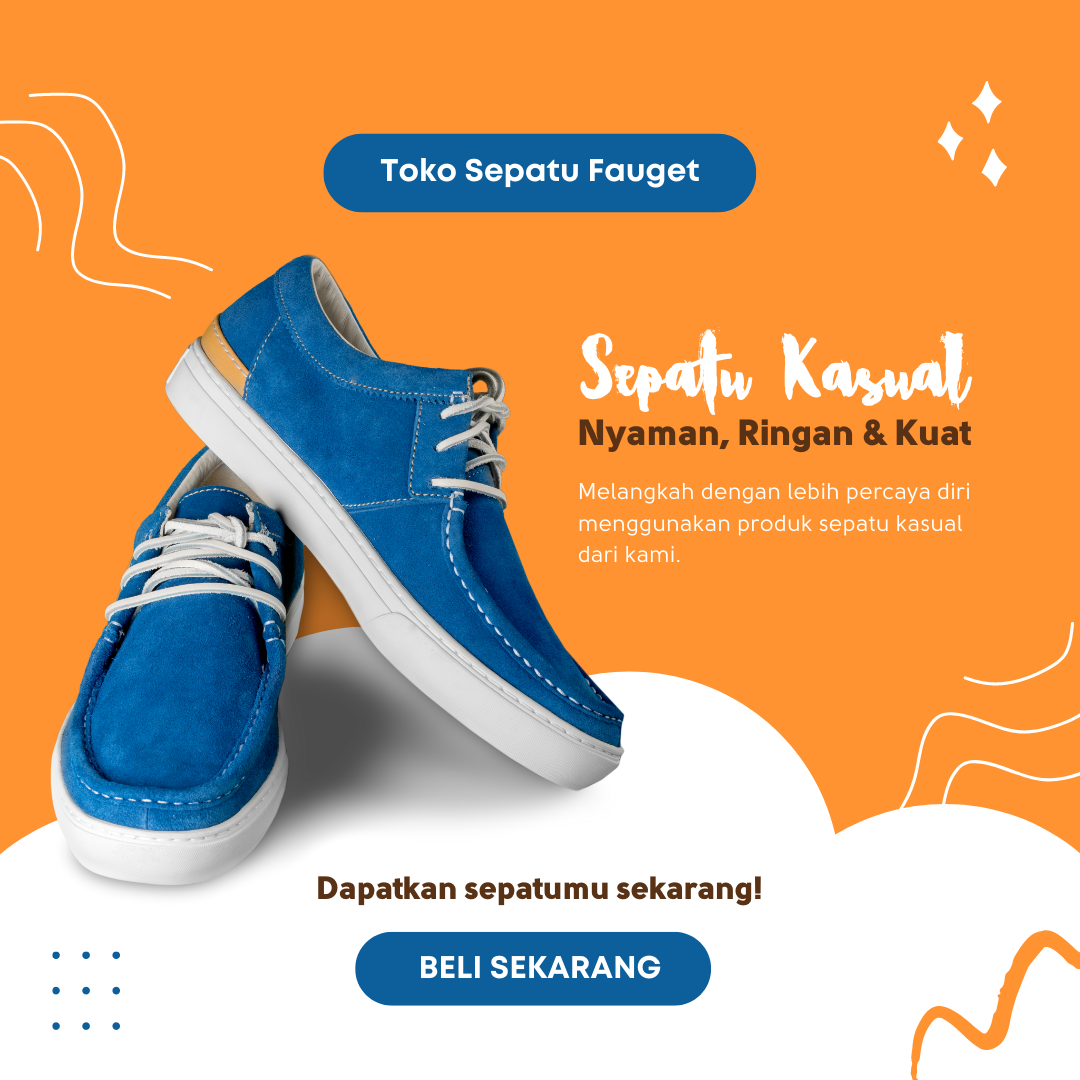 Toko Sepatu Fauget
Sepatu Kasual
Nyaman, Ringan & Kuat
Melangkah dengan lebih percaya diri
menggunakan produk sepatu kasual
dari kami.
Dapatkan sepatumu sekarang!
BELI SEKARANG